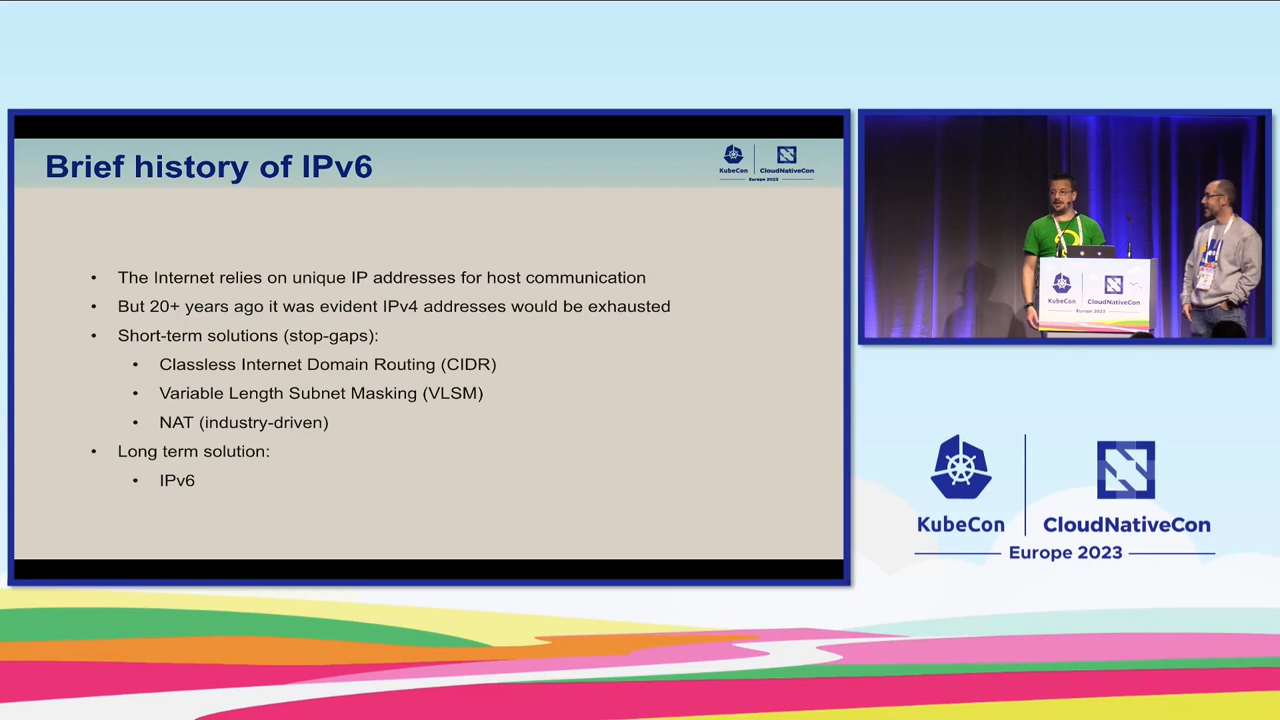 Brief history of IPv6
KubeCon
CloudNativeCon
Europe 2023
• The Internet relies on unique IP addresses for host communication
• But 20+ years ago it was evident IPv4 addresses would be exhausted
• Short-term solutions (stop-gaps):
• Classless Internet Domain Routing (CIDR)
• Variable Length Subnet Masking (VLSM)
• NAT (industry-driven)
• Long term solution:
• IPv6
KubeCon
CloudNativeCon
Europe 2023
KubeCon
CloudNativeCon
Europe 2023